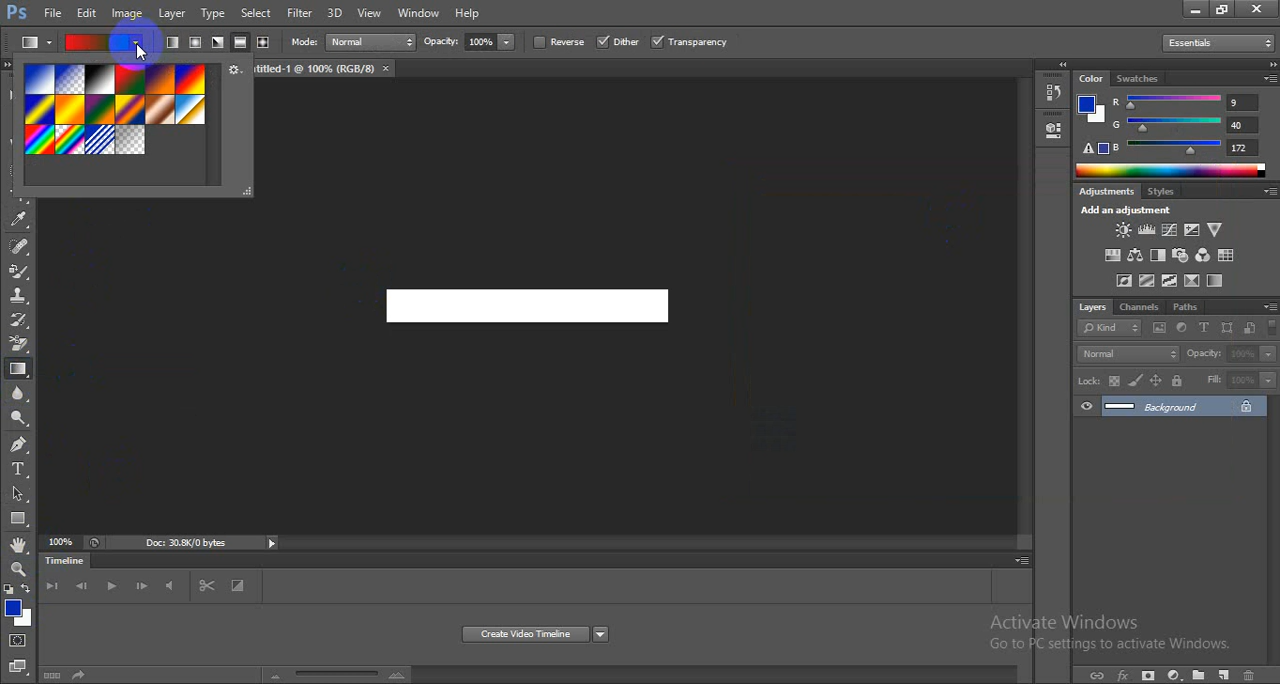 Ps File Edit Image Layer Type Select Filter 3D View Window Help
Mode: Normal Opacity: 100% Reverse Dither Transparency Essentials
titled-1 @ 100% (RGB/8) ×
Color Swatches
R 9
G 40
B 172
Adjustments Styles
Add an adjustment
Layers Channels Paths
Kind
Normal Opacity: 100%
Lock: Fill: 100%
Background
100% Doc: 30.8K/0 bytes
Timeline
Create Video Timeline
Activate Windows
Go to PC settings to activate Windows.